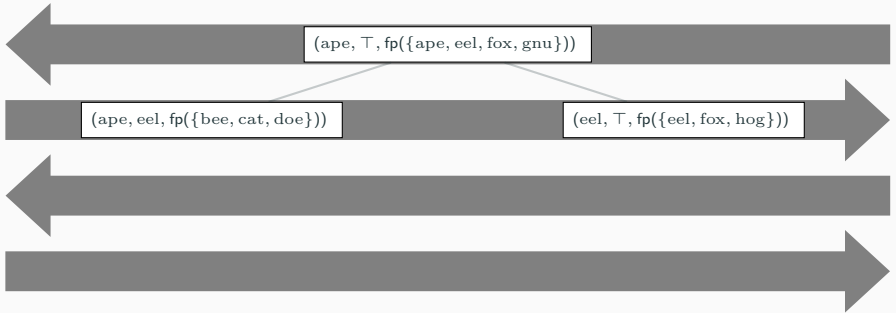 (ape, ⊤, fp({ape, eel, fox, gnu}))
(ape, eel, fp({bee, cat, doe}))
(eel, ⊤, fp({eel, fox, hog}))